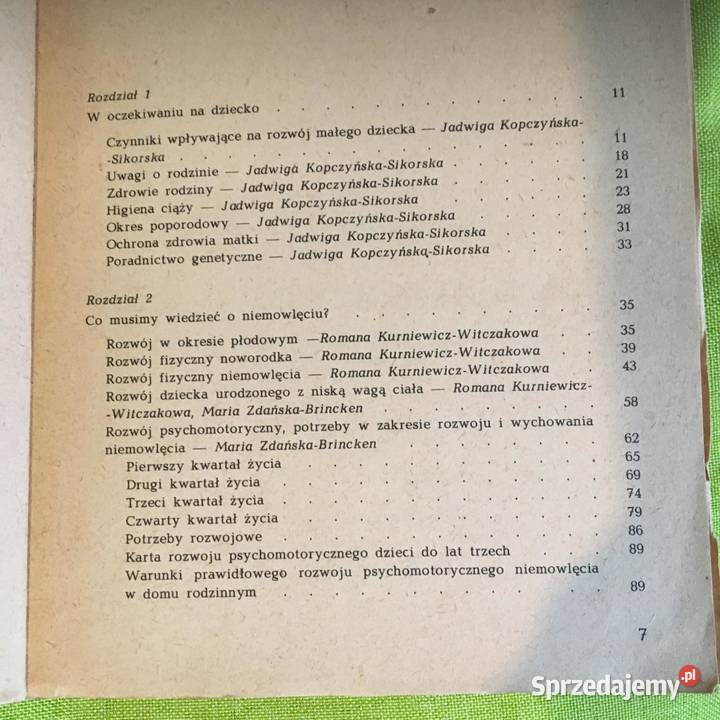 Rozdział 1
W oczekiwaniu na dziecko . . . . . . . . . . . . 11
Czynniki wpływające na rozwój małego dziecka — Jadwiga Kopczyńska-
-Sikorska . . . . . . . . . . . . . . . 11
Uwagi o rodzinie — Jadwiga Kopczyńska-Sikorska . . . . . 18
Zdrowie rodziny — Jadwiga Kopczyńska-Sikorska . . . . . 21
Higiena ciąży — Jadwiga Kopczyńska-Sikorska . . . . . 23
Okres poporodowy — Jadwiga Kopczyńska-Sikorska . . . . 28
Ochrona zdrowia matki — Jadwiga Kopczyńska-Sikorska . . . 31
Poradnictwo genetyczne — Jadwiga Kopczyńska-Sikorska . . . . 33
Rozdział 2
Co musimy wiedzieć o niemowlęciu? . . . . . . . . . 35
Rozwój w okresie płodowym —Romana Kurniewicz-Witczakowa . . 35
Rozwój fizyczny noworodka — Romana Kurniewicz-Witczakowa . . 39
Rozwój fizyczny niemowlęcia — Romana Kurniewicz-Witczakowa . 43
Rozwój dziecka urodzonego z niską wagą ciała — Romana Kurniewicz-
-Witczakowa, Maria Zdańska-Brincken . . . . . . . . 58
Rozwój psychomotoryczny, potrzeby w zakresie rozwoju i wychowania
niemowlęcia — Maria Zdańska-Brincken . . . . . . . 62
Pierwszy kwartał życia . . . . . . . . . . . 65
Drugi kwartał życia . . . . . . . . . . . . 69
Trzeci kwartał życia . . . . . . . . . . . . 74
Czwarty kwartał życia . . . . . . . . . . . 79
Potrzeby rozwojowe . . . . . . . . . . . . 86
Karta rozwoju psychomotorycznego dzieci do lat trzech . . . 89
Warunki prawidłowego rozwoju psychomotorycznego niemowlęcia
w domu rodzinnym . . . . . . . . . . . . 89
7
Sprzedajemy.pl